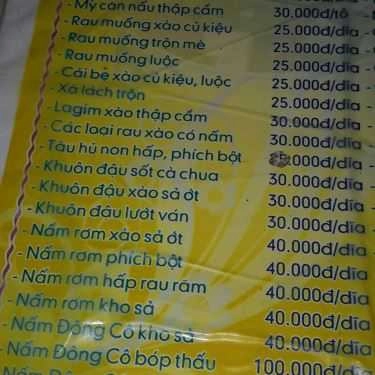 - Mỳ căn nấu thập cẩm 30.000đ/tô
- Rau muống xào củ kiệu 25.000đ/dĩa
- Rau muống trộn mè 25.000đ/dĩa
- Rau muống luộc 25.000đ/dĩa
- Cải bẹ xào củ kiệu, luộc 25.000đ/dĩa
- Xà lách trộn 25.000đ/dĩa
- Lagim xào thập cẩm 30.000đ/dĩa
- Các loại rau xào có nấm 30.000đ/dĩa
- Tàu hủ non hấp, phích bột .000đ/dĩa
- Khuôn đậu sốt cà chua 30.000đ/dĩa
- Khuôn đậu xào sả ớt 30.000đ/dĩa
- Khuôn đậu lướt ván 30.000đ/dĩa
- Nấm rơm xào sả ớt 40.000đ/dĩa
- Nấm rơm phích bột 40.000đ/dĩa
- Nấm rơm hấp rau răm 40.000đ/dĩa
- Nấm rơm kho sả 40.000đ/dĩa
- Nấm Đông Cô kho sả 40.000đ/dĩa
- Nấm Đông Cô bóp thấu 100.000đ/dĩa